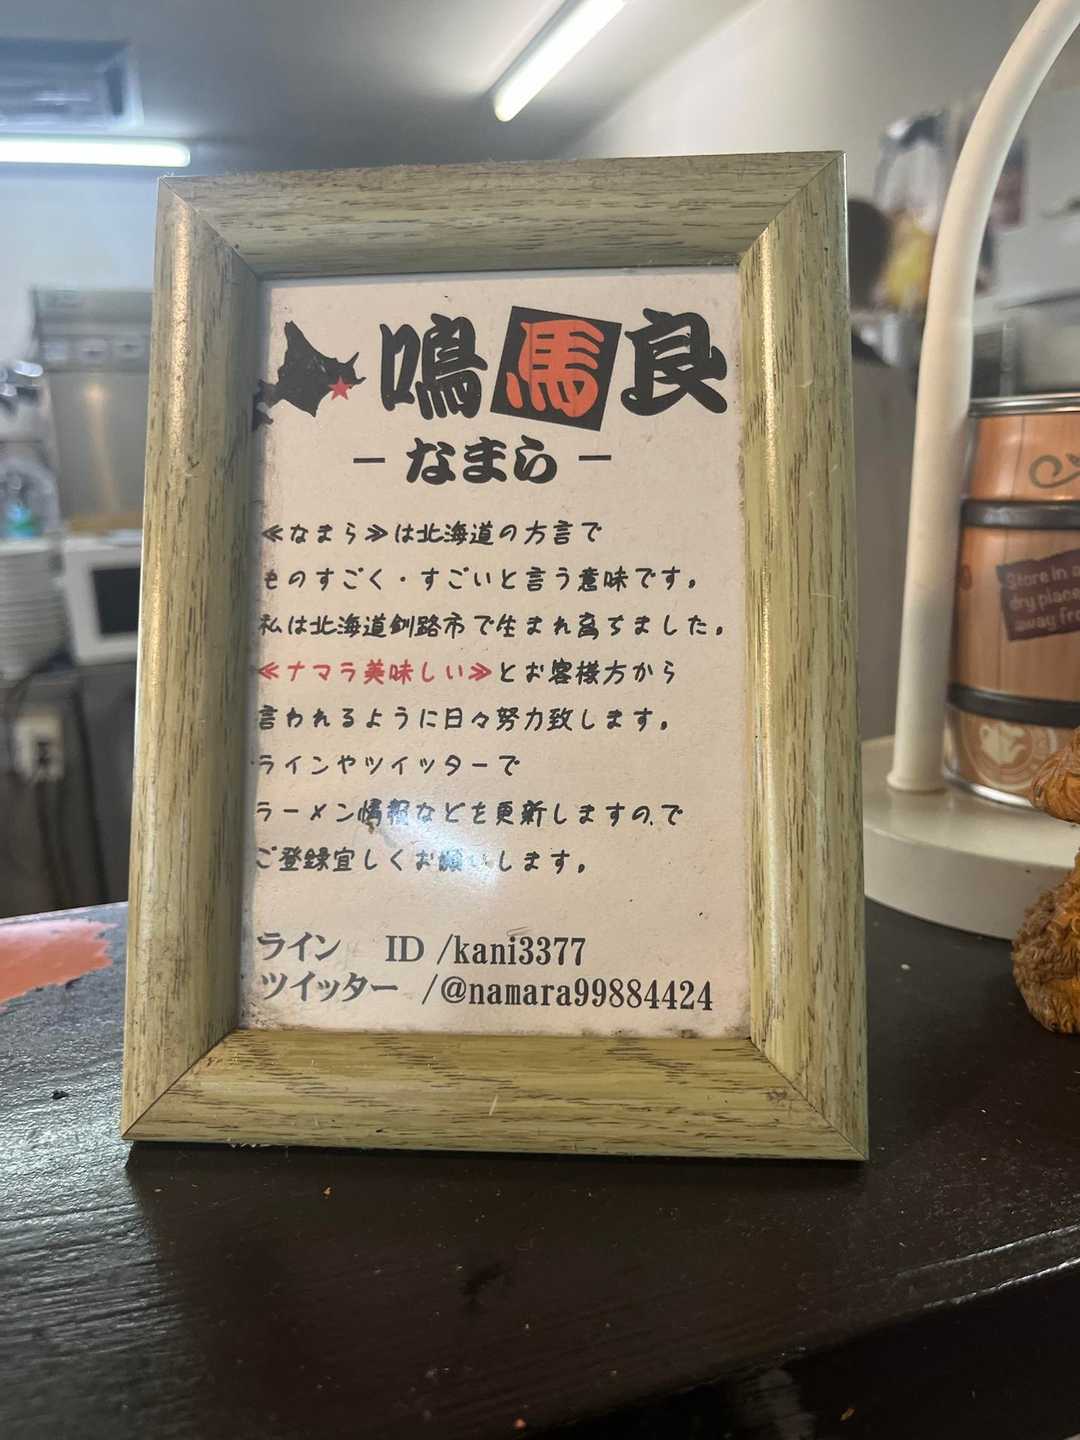 鳴馬良
－なまら－
≪なまら≫は北海道の方言で
ものすごく・すごいと言う意味です。
私は北海道釧路市で生まれ育ちました。
≪ナマラ美味しい≫とお客様方から
言われるように日々努力致します。
ラインやツイッターで
ラーメン情報などを更新しますので
ご登録宜しくお願いします。
ライン ID /kani3377
ツイッター /@namara99884424
Store in a
dry place
away fro